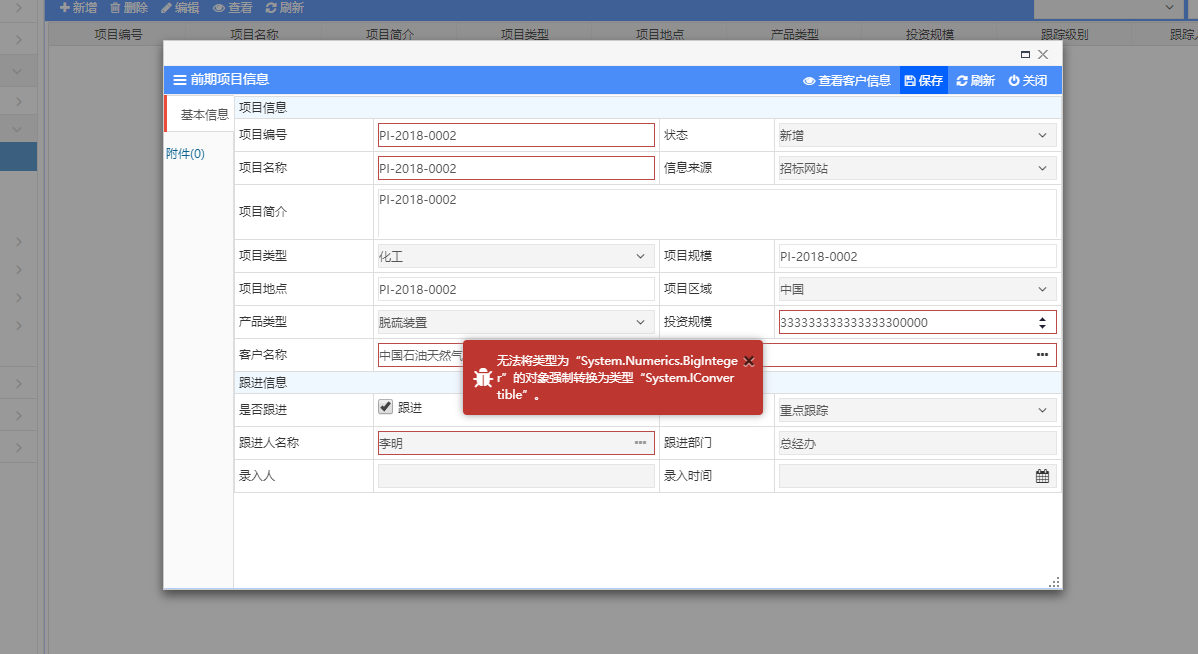 新增 删除 编辑 查看 刷新
项目编号 项目名称 项目简介 项目类型 项目地点 产品类型 投资规模 跟踪级别
前期项目信息 查看客户信息 保存 刷新 关闭
基本信息
附件(0)
项目信息
项目编号 PI-2018-0002 状态 新增
项目名称 PI-2018-0002 信息来源 招标网站
项目简介 PI-2018-0002
项目类型 化工 项目规模 PI-2018-0002
项目地点 PI-2018-0002 项目区域 中国
产品类型 脱硫装置 投资规模 333333333333333300000
客户名称 中国石油天然气
无法将类型为“System.Numerics.BigIntege
r”的对象强制转换为类型“System.IConver
tible”。
跟进信息
是否跟进 跟进 重点跟踪
跟进人名称 李明 跟进部门 总经办
录入人 录入时间